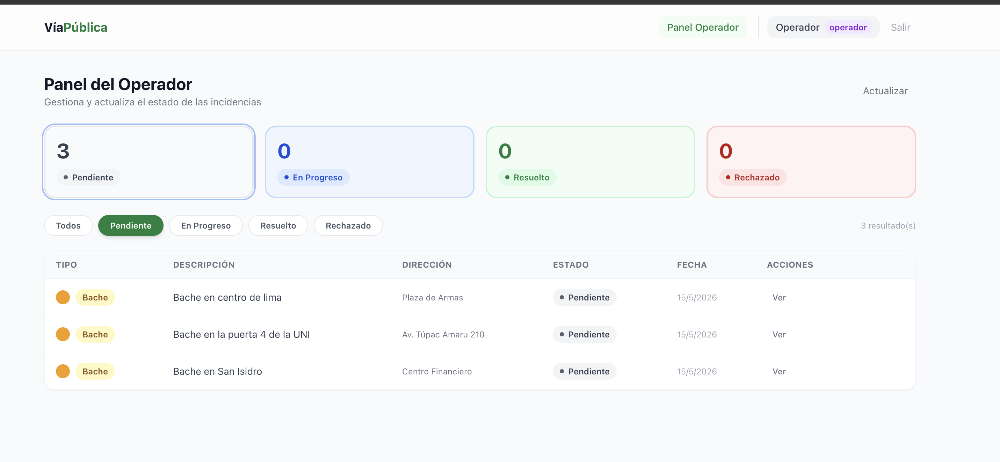 VíaPública
Panel Operador
Operador operador
Salir
Panel del Operador
Gestiona y actualiza el estado de las incidencias
Actualizar
3
Pendiente
0
En Progreso
0
Resuelto
0
Rechazado
Todos Pendiente En Progreso Resuelto Rechazado
3 resultado(s)
TIPO DESCRIPCIÓN DIRECCIÓN ESTADO FECHA ACCIONES
Bache Bache en centro de lima Plaza de Armas Pendiente 15/5/2026 Ver
Bache Bache en la puerta 4 de la UNI Av. Túpac Amaru 210 Pendiente 15/5/2026 Ver
Bache Bache en San Isidro Centro Financiero Pendiente 15/5/2026 Ver